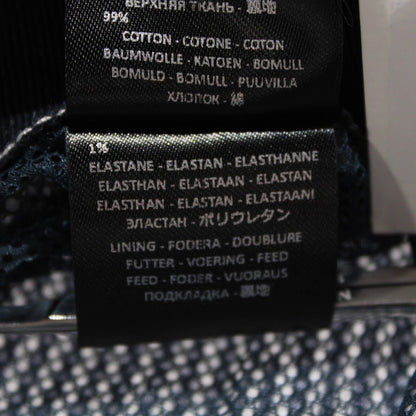 ВЕРХНЯЯ ТКАНЬ - 表地
99%
COTTON - COTONE - COTON
BAUMWOLLE - KATOEN - BOMULL
BOMULD - BOMULL - PUUVILLA
ХЛОПОК - 綿
1%
ELASTANE - ELASTAN - ELASTHANNE
ELASTHAN - ELASTAAN - ELASTAN
ELASTHAN - ELASTAN - ELASTAANI
ЭЛАСТАН - ポリウレタン
LINING - FODERA - DOUBLURE
FUTTER - VOERING - FEED
FEED - FODER - VUORAUS
ПОДКЛАДКА - 裏地